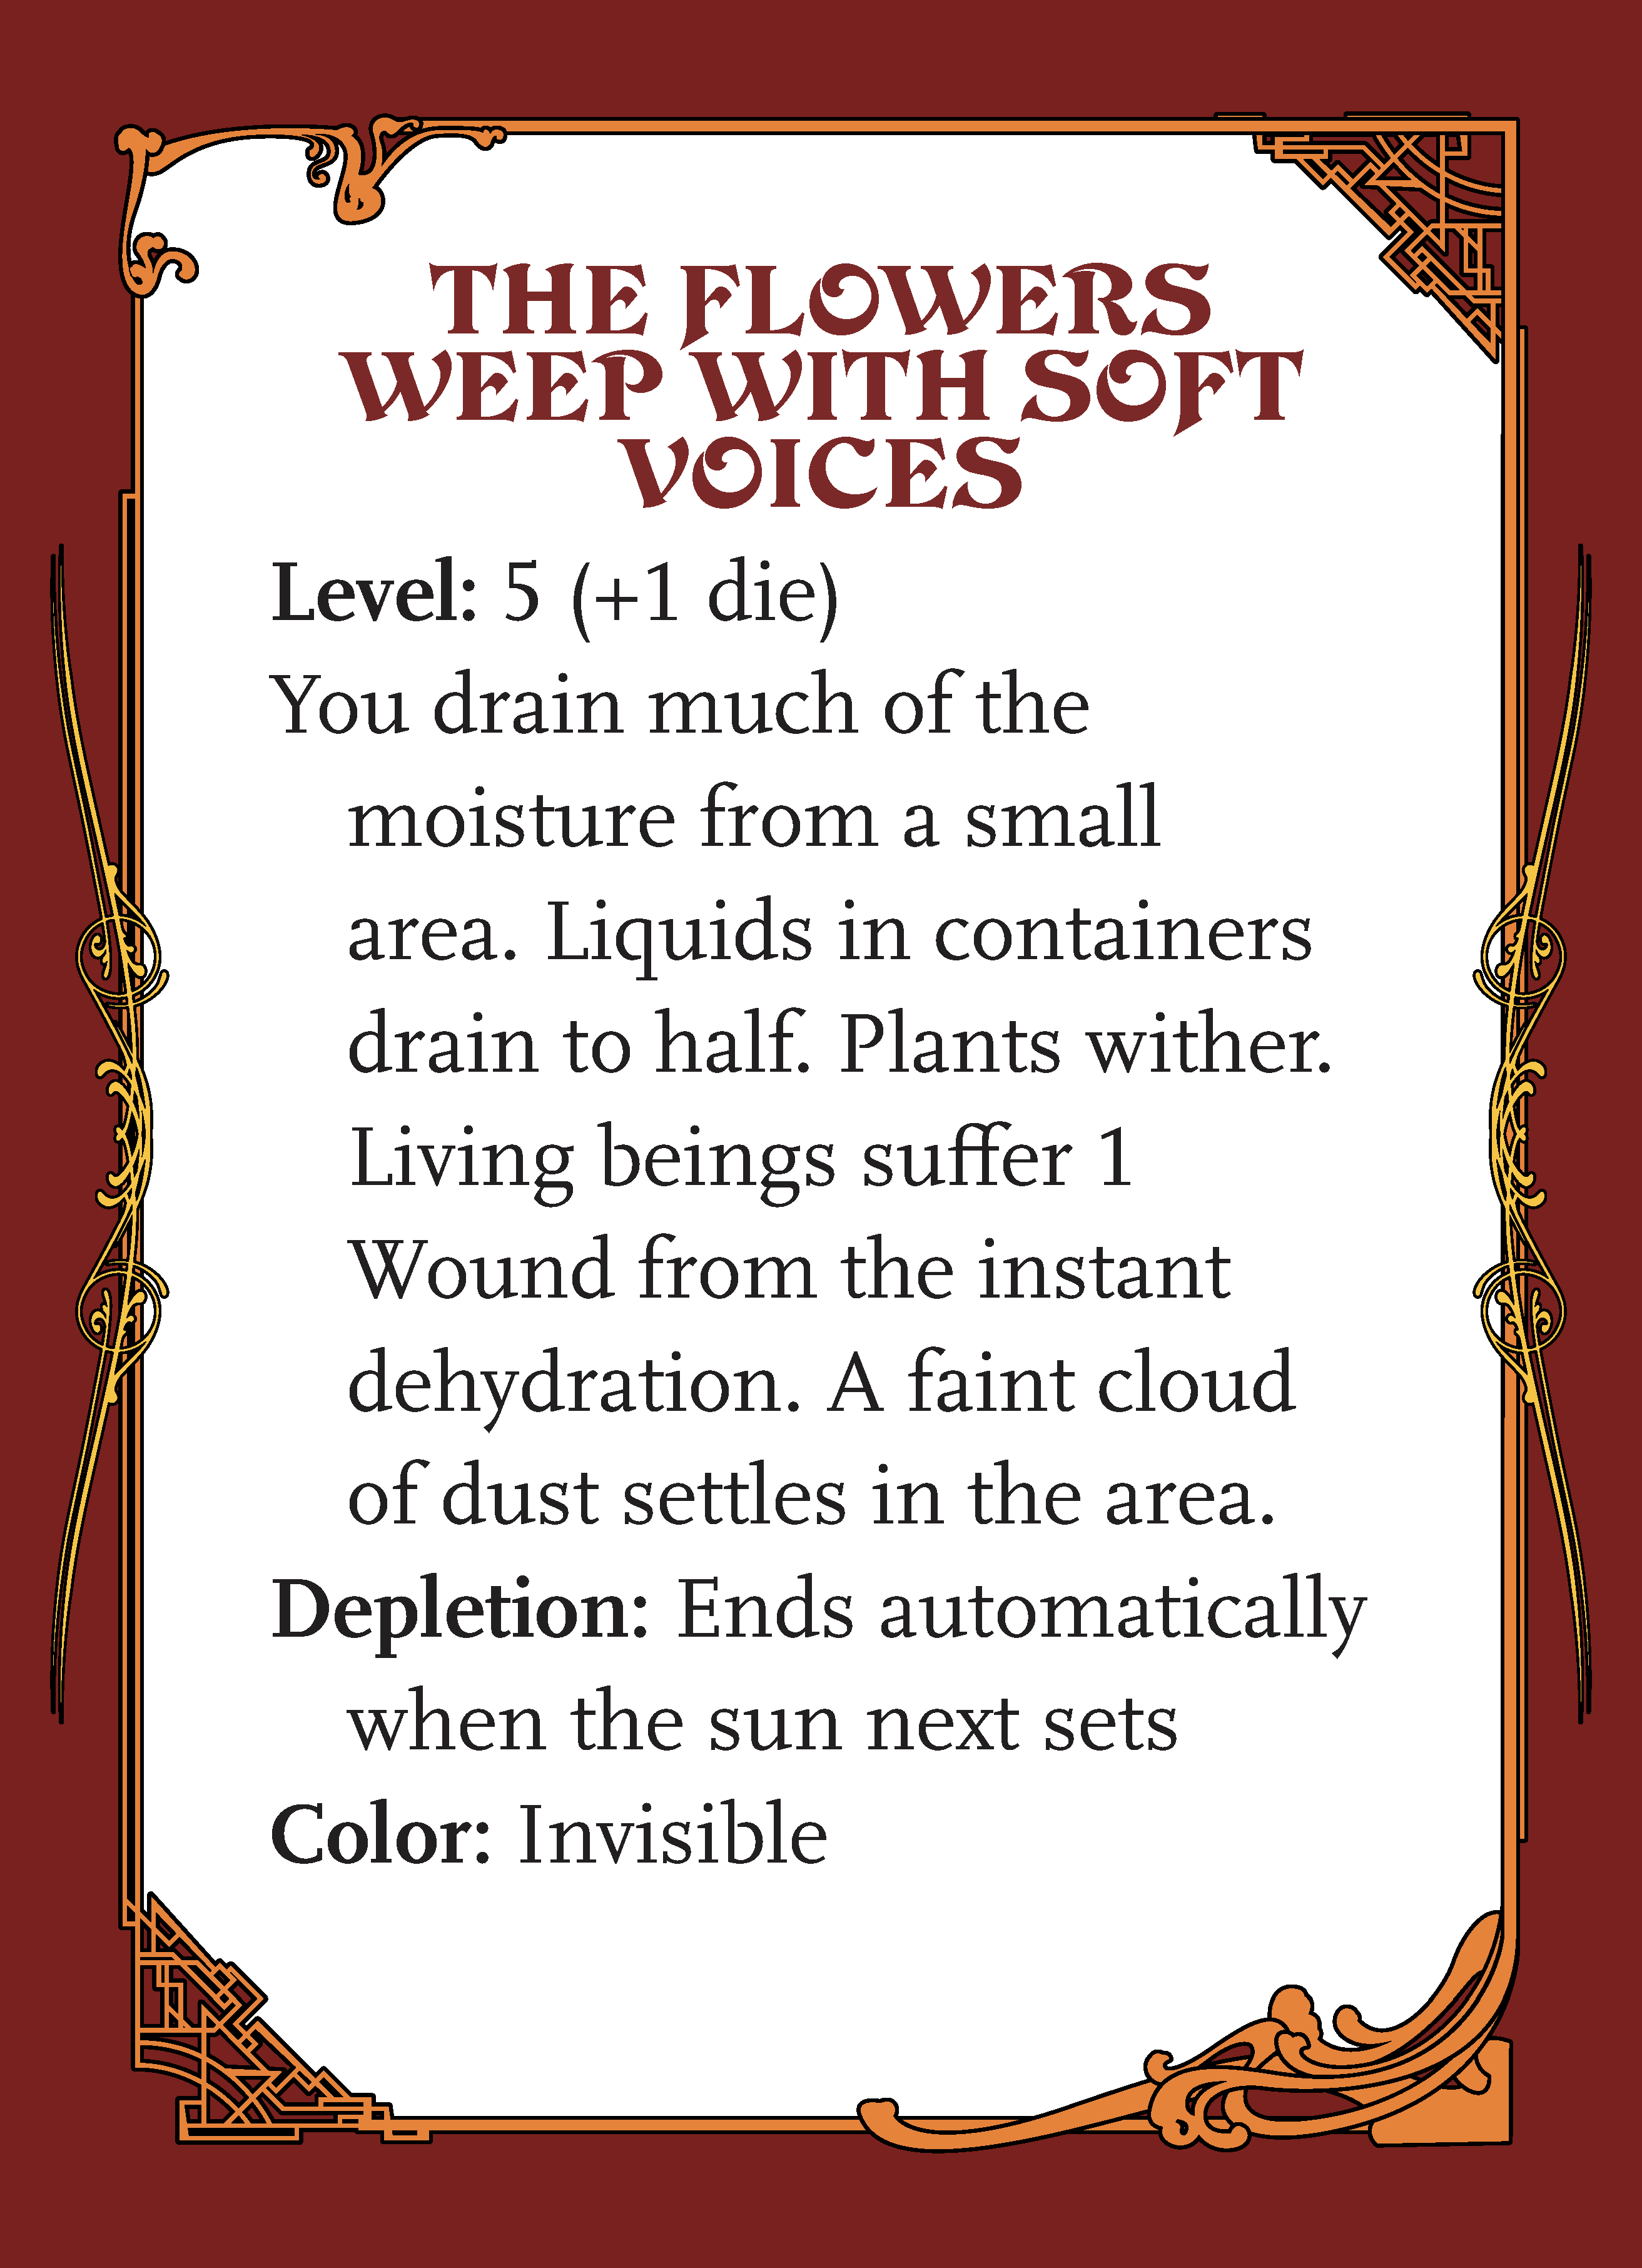 THE FLOWERS
WEEP WITH SOFT
VOICES
Level: 5 (+1 die)
You drain much of the
moisture from a small
area. Liquids in containers
drain to half. Plants wither.
Living beings suffer 1
Wound from the instant
dehydration. A faint cloud
of dust settles in the area.
Depletion: Ends automatically
when the sun next sets
Color: Invisible